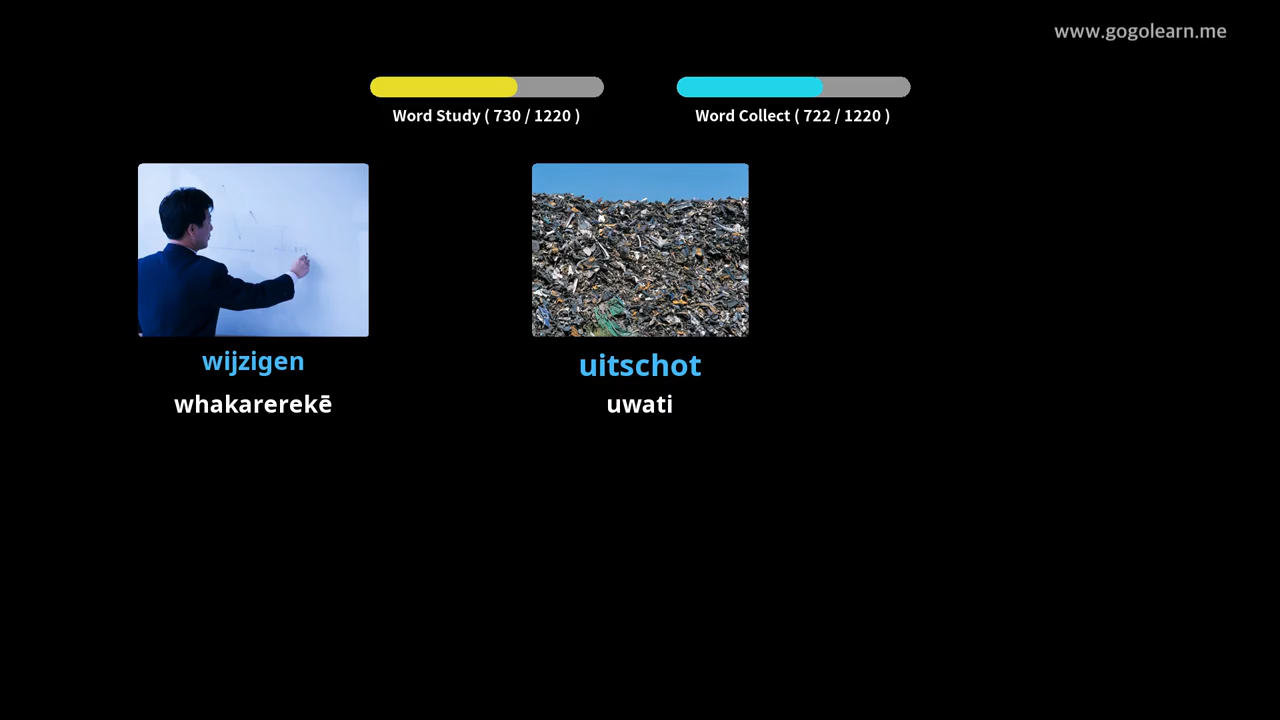 www.gogolearn.me
Word Study ( 730 / 1220 )
Word Collect ( 722 / 1220 )
wijzigen
whakarerekē
uitschot
uwati